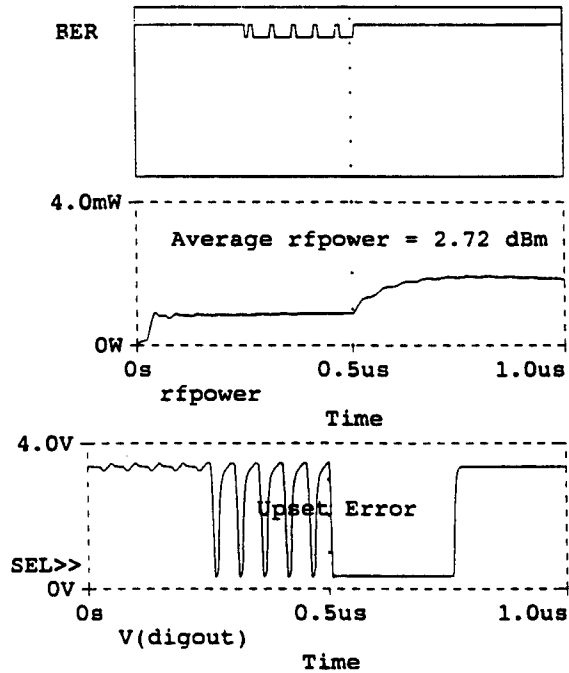 BER
4.0mW
Average rfpower = 2.72 dBm
0W
0s 0.5us 1.0us
rfpower
Time
4.0V
Upset Error
SEL>>
0V
0s 0.5us 1.0us
V(digout)
Time